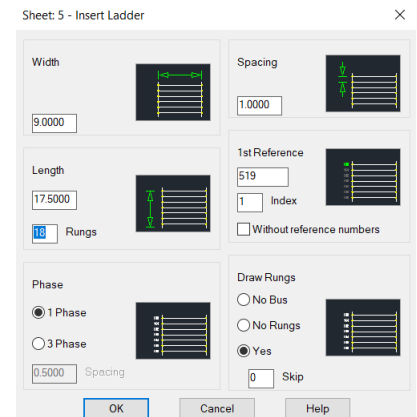 Sheet: 5 - Insert Ladder
Width
9.0000
Spacing
1.0000
Length
17.5000
18 Rungs
1st Reference
519
1 Index
Without reference numbers
Phase
1 Phase
3 Phase
0.5000 Spacing
Draw Rungs
No Bus
No Rungs
Yes
0 Skip
OK Cancel Help